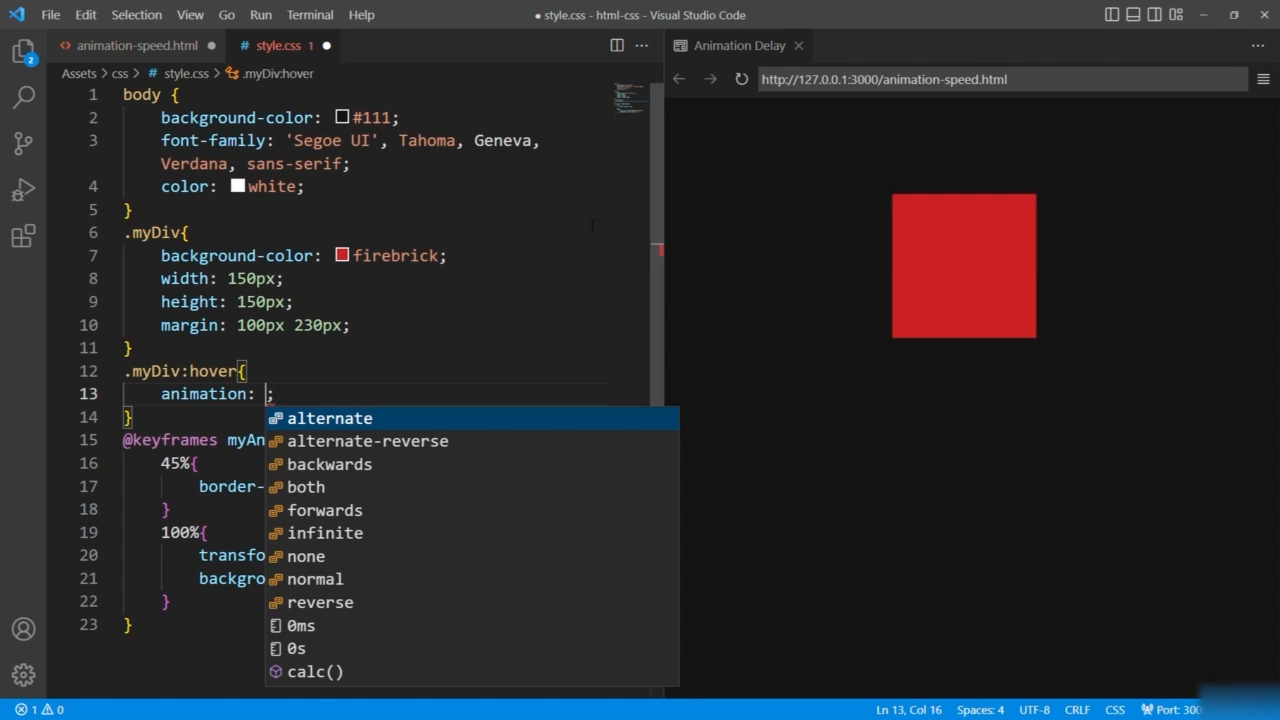 File Edit Selection View Go Run Terminal Help
● style.css - html-css - Visual Studio Code
<> animation-speed.html ●
# style.css 1 ●
Animation Delay
Assets > css > # style.css > .myDiv:hover
http://127.0.0.1:3000/animation-speed.html
2
1 body {
2 background-color: #111;
3 font-family: 'Segoe UI', Tahoma, Geneva,
Verdana, sans-serif;
4 color: white;
5 }
6 .myDiv{
7 background-color: firebrick;
8 width: 150px;
9 height: 150px;
10 margin: 100px 230px;
11 }
12 .myDiv:hover{
13 animation: ;
14 }
15 @keyframes myAn
16 45%{
17 border-
18 }
19 100%{
20 transfo
21 backgro
22 }
23 }
alternate
alternate-reverse
backwards
both
forwards
infinite
none
normal
reverse
0ms
0s
calc()
1 0
Ln 13, Col 16 Spaces: 4 UTF-8 CRLF CSS Port: 300